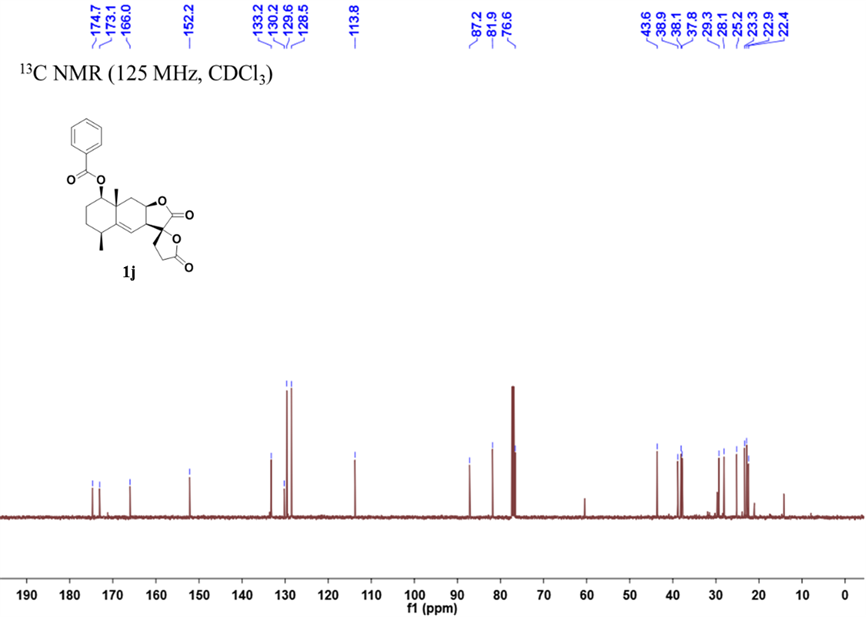 174.7
173.1
166.0
152.2
133.2
130.2
129.6
128.5
113.8
87.2
81.9
76.6
43.6
38.9
38.1
37.8
29.3
28.1
25.2
23.3
22.9
22.4
¹³C NMR (125 MHz, CDCl₃)
O
O
O
O
O
O
1j
190 180 170 160 150 140 130 120 110 100 90 80 70 60 50 40 30 20 10 0
f1 (ppm)